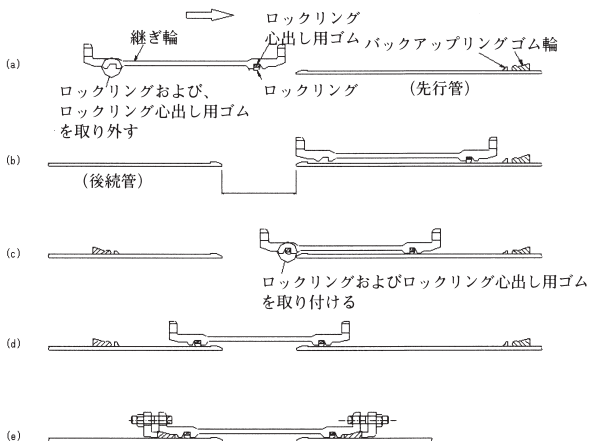 ロックリング
心出し用ゴム
継ぎ輪
バックアップリング
ゴム輪
(a)
ロックリング
(先行管)
ロックリングおよび、
ロックリング心出し用ゴム
を取り外す
(b)
(後続管)
(c)
ロックリングおよびロックリング心出し用ゴム
を取り付ける
(d)
(e)